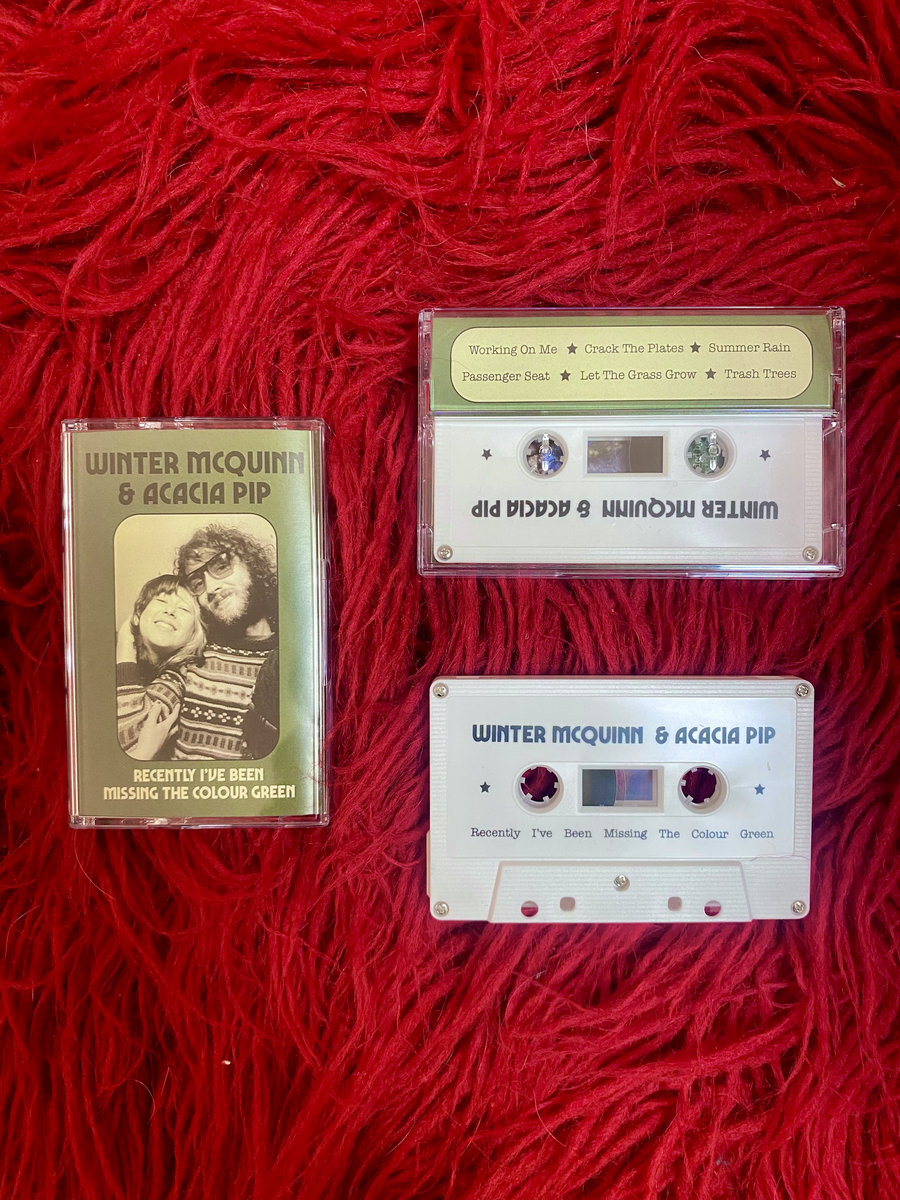 WINTER MCQUINN
& ACACIA PIP
RECENTLY I'VE BEEN
MISSING THE COLOUR GREEN
Working On Me ★ Crack The Plates ★ Summer Rain
Passenger Seat ★ Let The Grass Grow ★ Trash Trees
WINTER MCQUINN & ACACIA PIP
WINTER MCQUINN & ACACIA PIP
Recently I've Been Missing The Colour Green